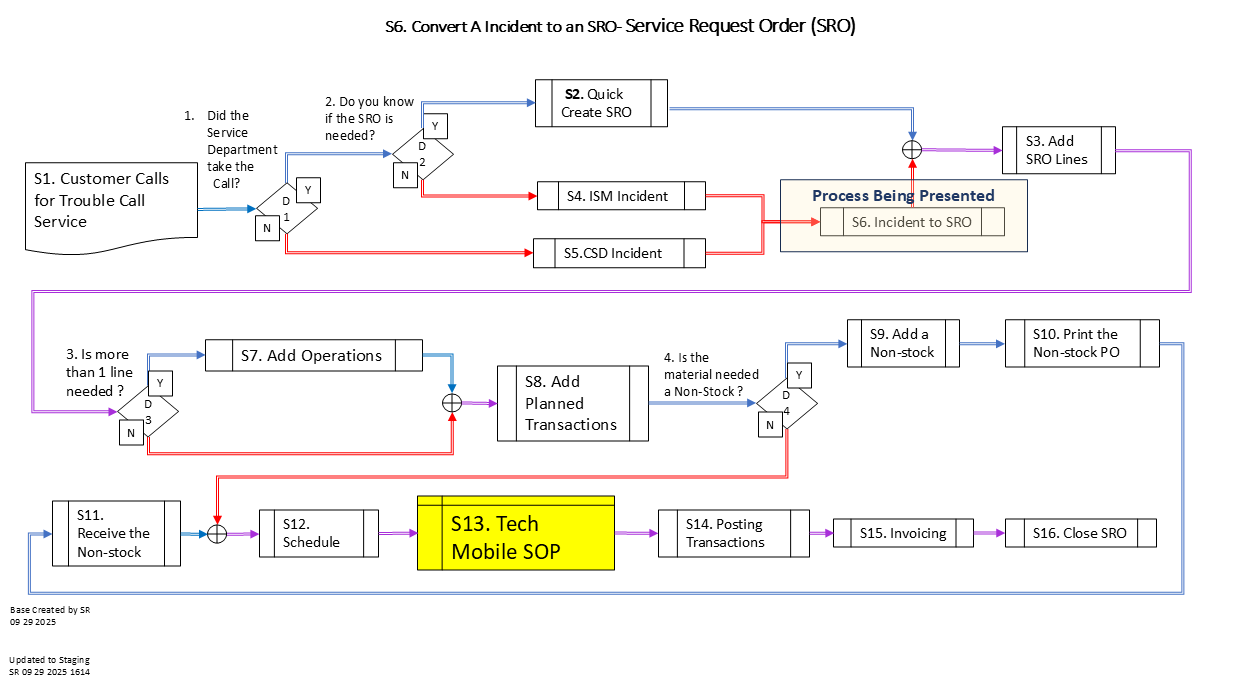 S6. Convert A Incident to an SRO- Service Request Order (SRO)
1. Did the
Service
Department
take the
Call?
2. Do you know
if the SRO is
needed?
S2. Quick
Create SRO
S1. Customer Calls
for Trouble Call
Service
D
1
Y
N
D
2
Y
N
S4. ISM Incident
S5.CSD Incident
Process Being Presented
S6. Incident to SRO
S3. Add
SRO Lines
3. Is more
than 1 line
needed ?
D
3
Y
N
S7. Add Operations
S8. Add
Planned
Transactions
4. Is the
material needed
a Non-Stock ?
D
4
Y
N
S9. Add a
Non-stock
S10. Print the
Non-stock PO
S11.
Receive the
Non-stock
S12.
Schedule
S13. Tech
Mobile SOP
S14. Posting
Transactions
S15. Invoicing
S16. Close SRO
Base Created by SR
09 29 2025
Updated to Staging
SR 09 29 2025 1614